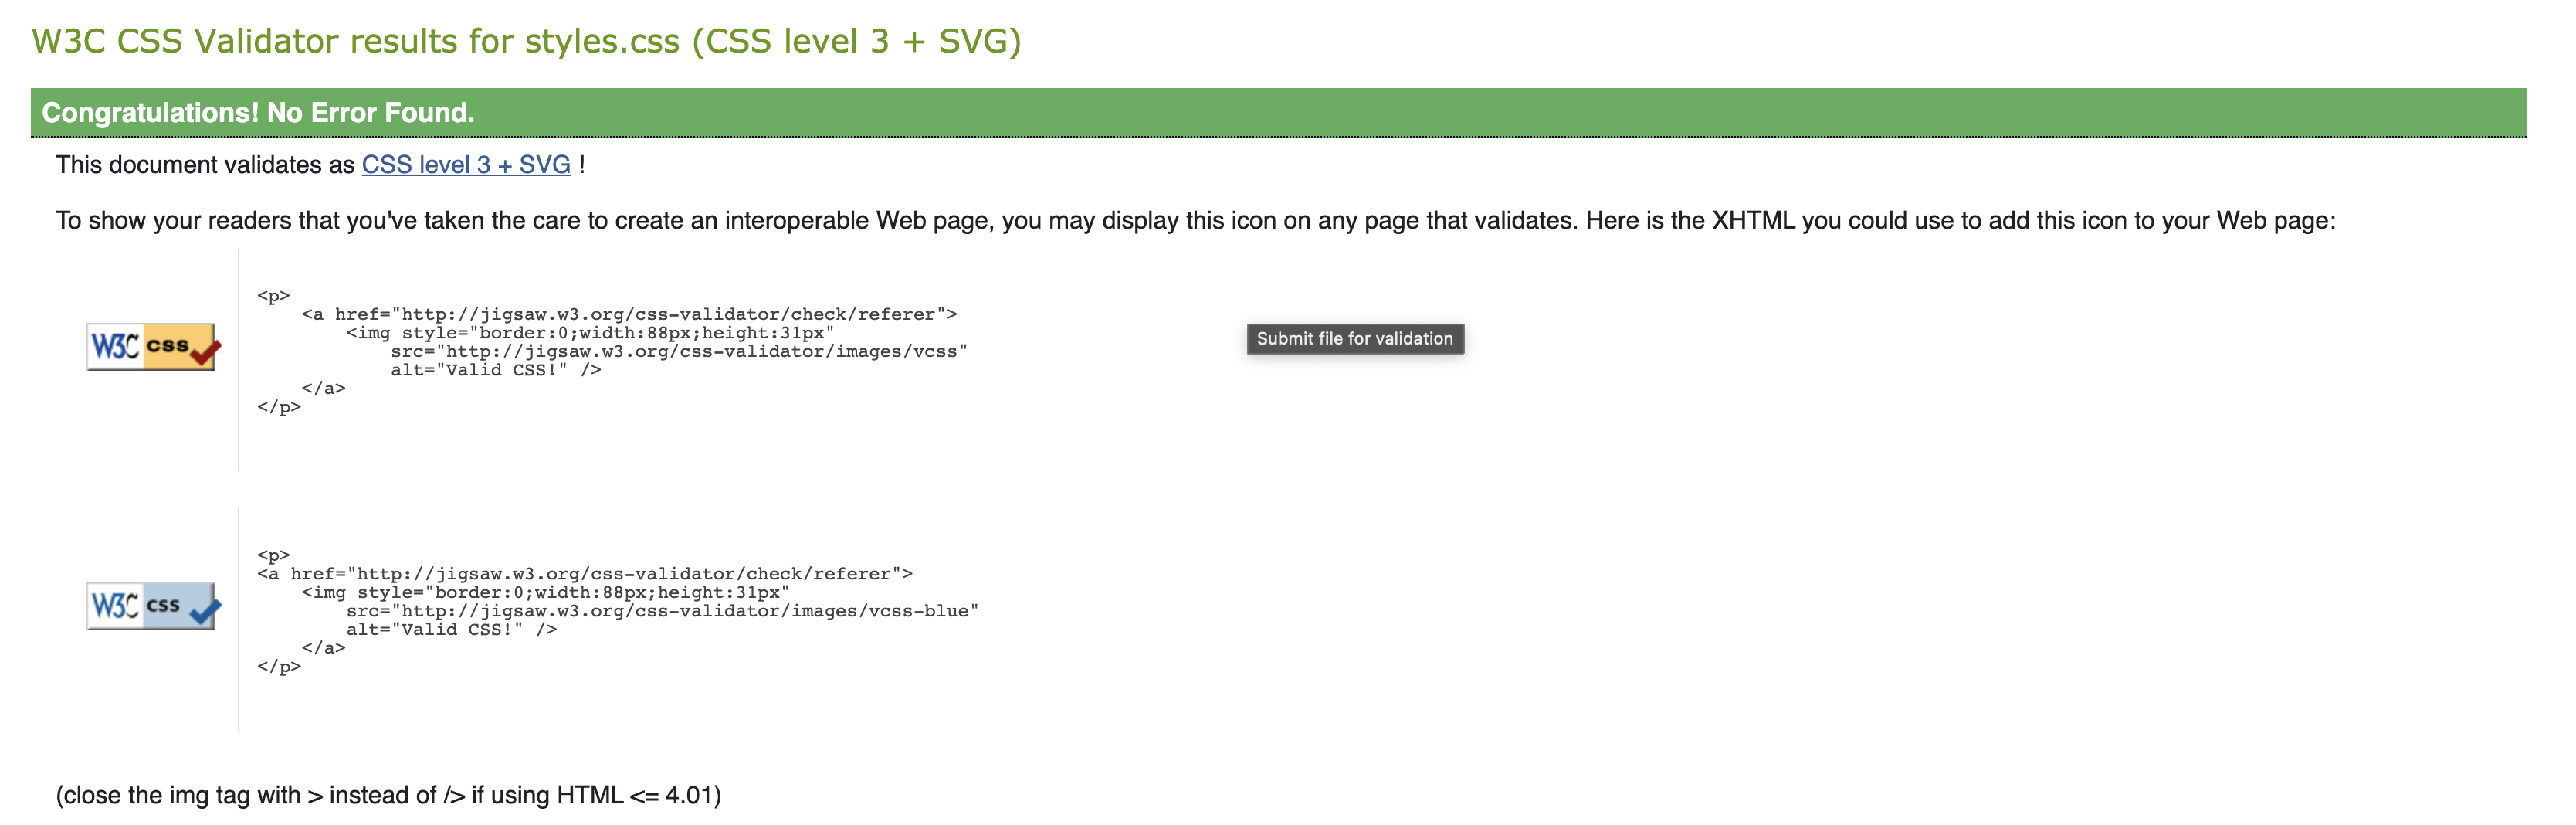 W3C CSS Validator results for styles.css (CSS level 3 + SVG)
Congratulations! No Error Found.
This document validates as CSS level 3 + SVG !
To show your readers that you've taken the care to create an interoperable Web page, you may display this icon on any page that validates. Here is the XHTML you could use to add this icon to your Web page:
W3C css
<p>
    <a href="http://jigsaw.w3.org/css-validator/check/referer">
        <img style="border:0;width:88px;height:31px"
            src="http://jigsaw.w3.org/css-validator/images/vcss"
            alt="Valid CSS!" />
    </a>
</p>
Submit file for validation
W3C css
<p>
<a href="http://jigsaw.w3.org/css-validator/check/referer">
    <img style="border:0;width:88px;height:31px"
        src="http://jigsaw.w3.org/css-validator/images/vcss-blue"
        alt="Valid CSS!" />
    </a>
</p>
(close the img tag with > instead of /> if using HTML <= 4.01)